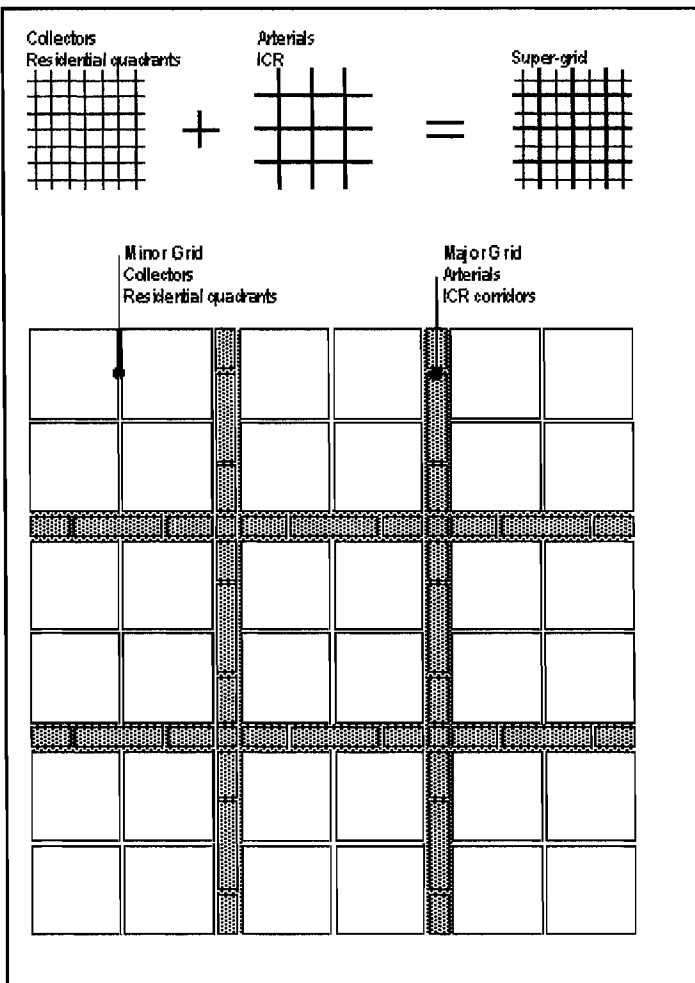 Collectors
Residential quadrants
Arterials
ICR
Super-grid
Minor Grid
Collectors
Residential quadrants
Major Grid
Arterials
ICR corridors